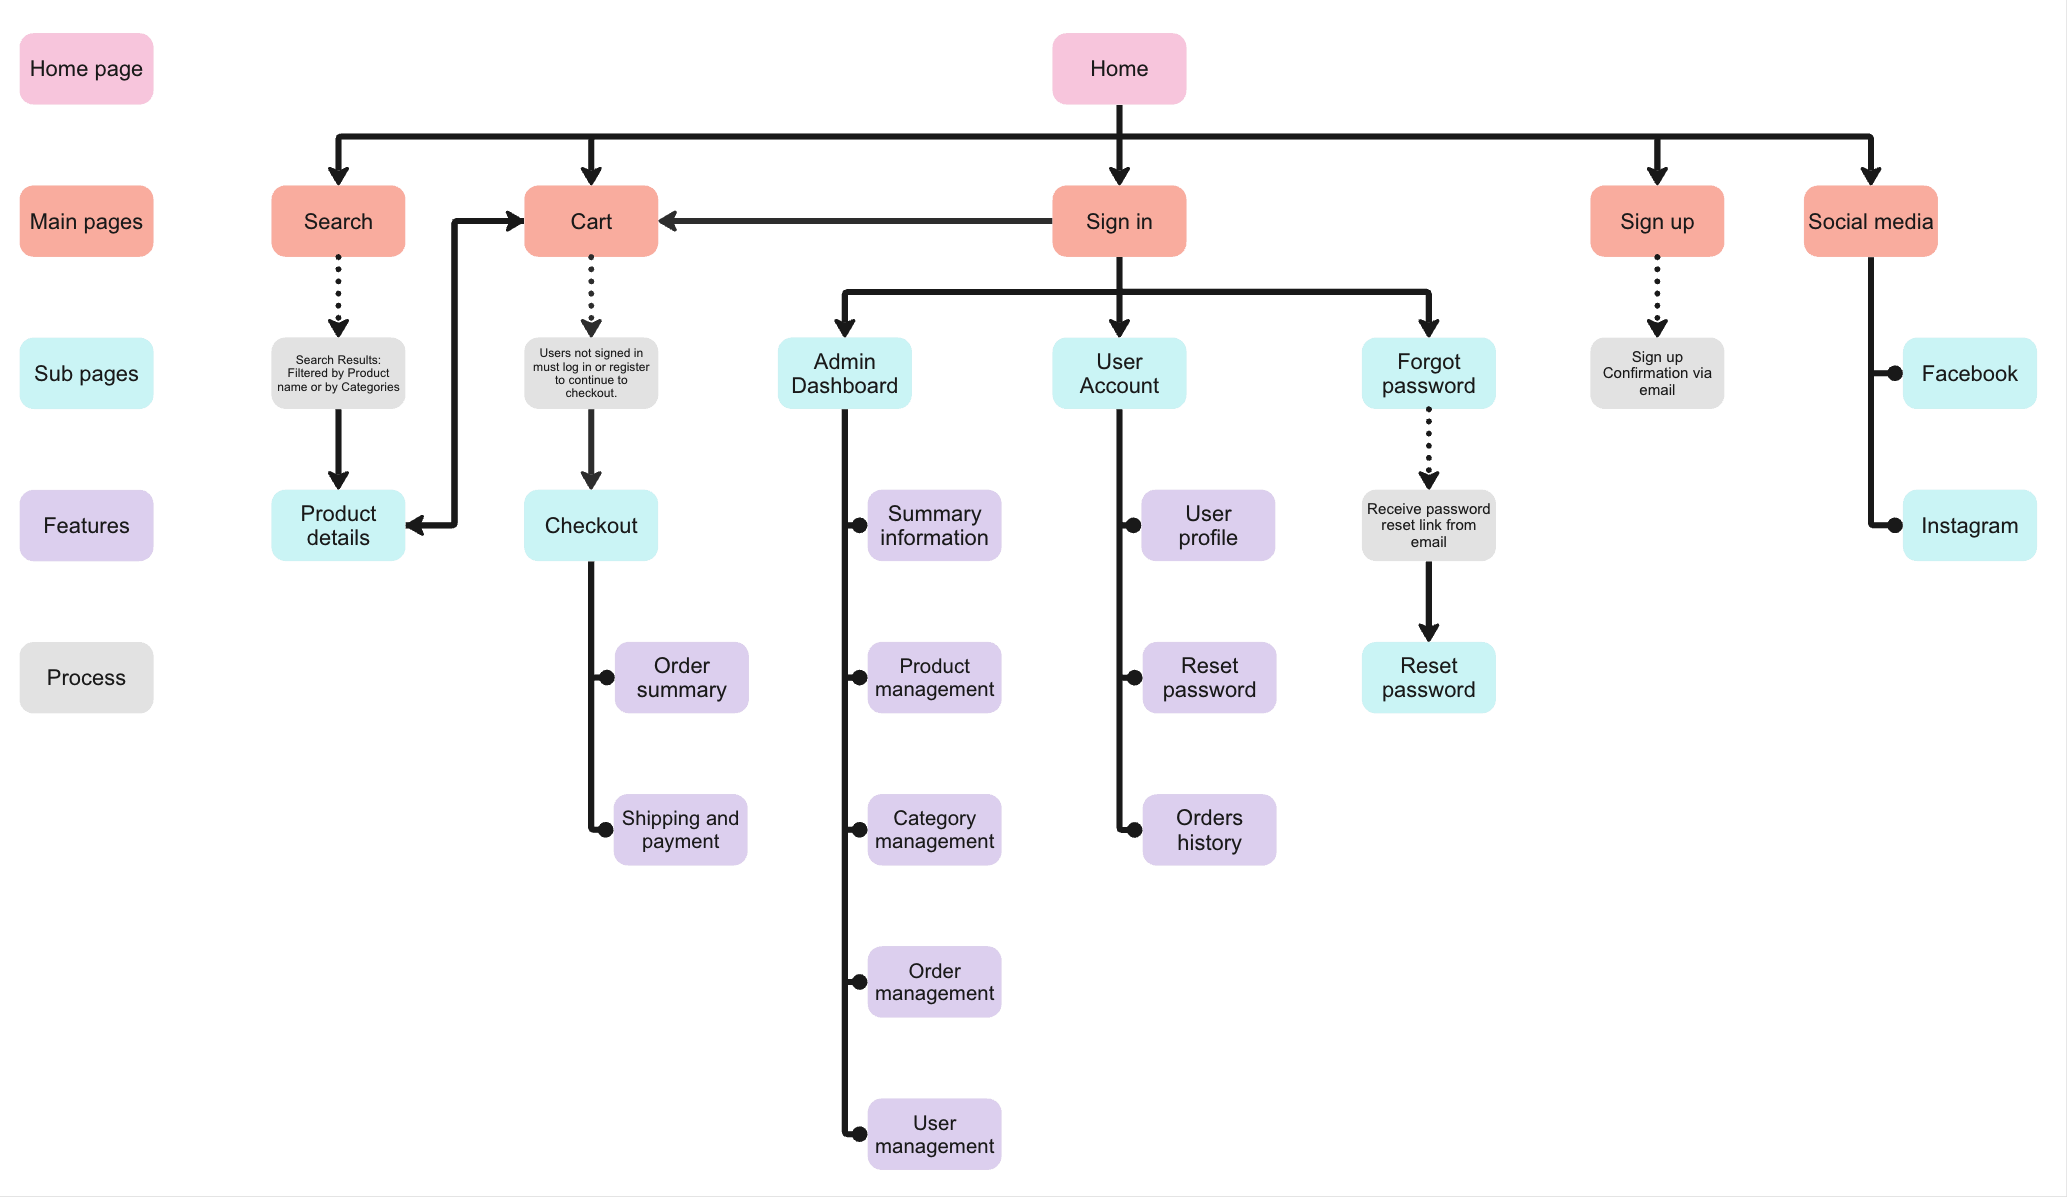 Home page
Home
Main pages
Search
Cart
Sign in
Sign up
Social media
Sub pages
Search Results:
Filtered by Product
name or by Categories
Users not signed in
must log in or register
to continue to
checkout.
Admin
Dashboard
User
Account
Forgot
password
Sign up
Confirmation via
email
Facebook
Features
Product
details
Checkout
Summary
information
User
profile
Receive password
reset link from
email
Instagram
Process
Order
summary
Product
management
Reset
password
Reset
password
Shipping and
payment
Category
management
Orders
history
Order
management
User
management